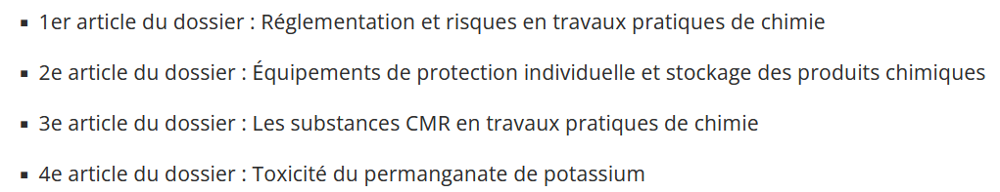 ▪ 1er article du dossier : Réglementation et risques en travaux pratiques de chimie
▪ 2e article du dossier : Équipements de protection individuelle et stockage des produits chimiques
▪ 3e article du dossier : Les substances CMR en travaux pratiques de chimie
▪ 4e article du dossier : Toxicité du permanganate de potassium